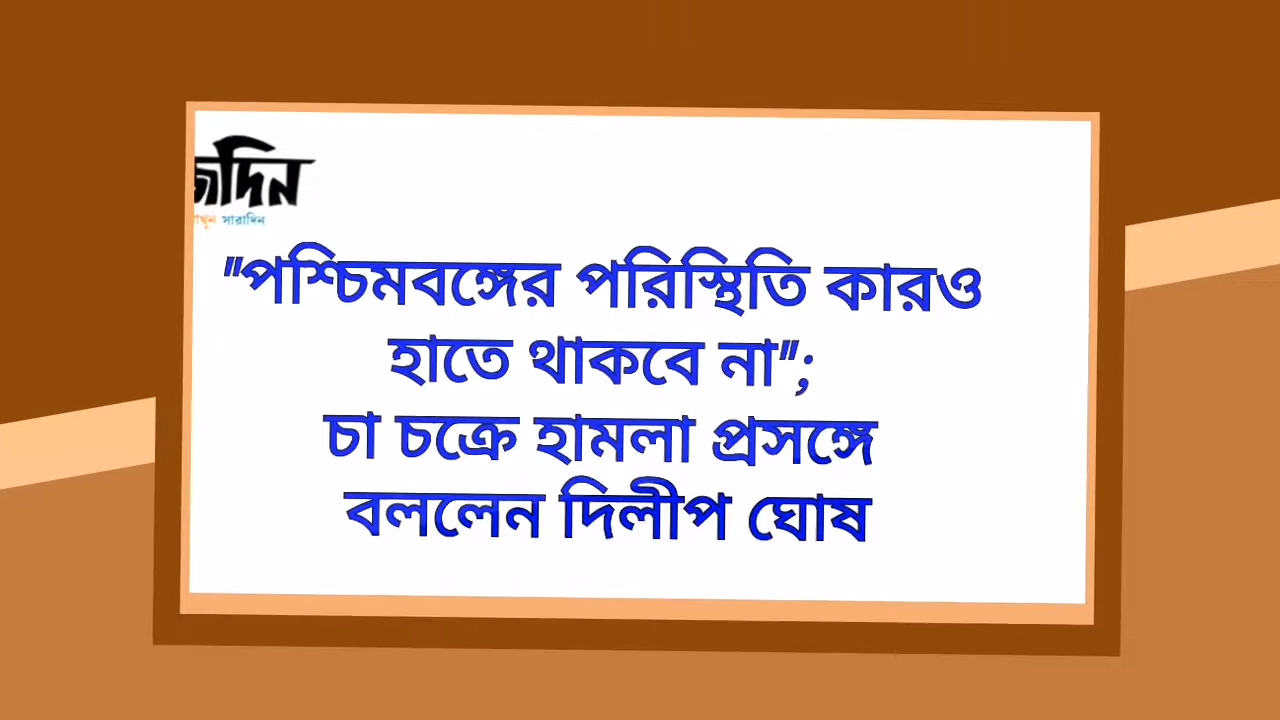 সারাদিন
"পশ্চিমবঙ্গের পরিস্থিতি কারও
হাতে থাকবে না";
চা চক্রে হামলা প্রসঙ্গে
বললেন দিলীপ ঘোষ